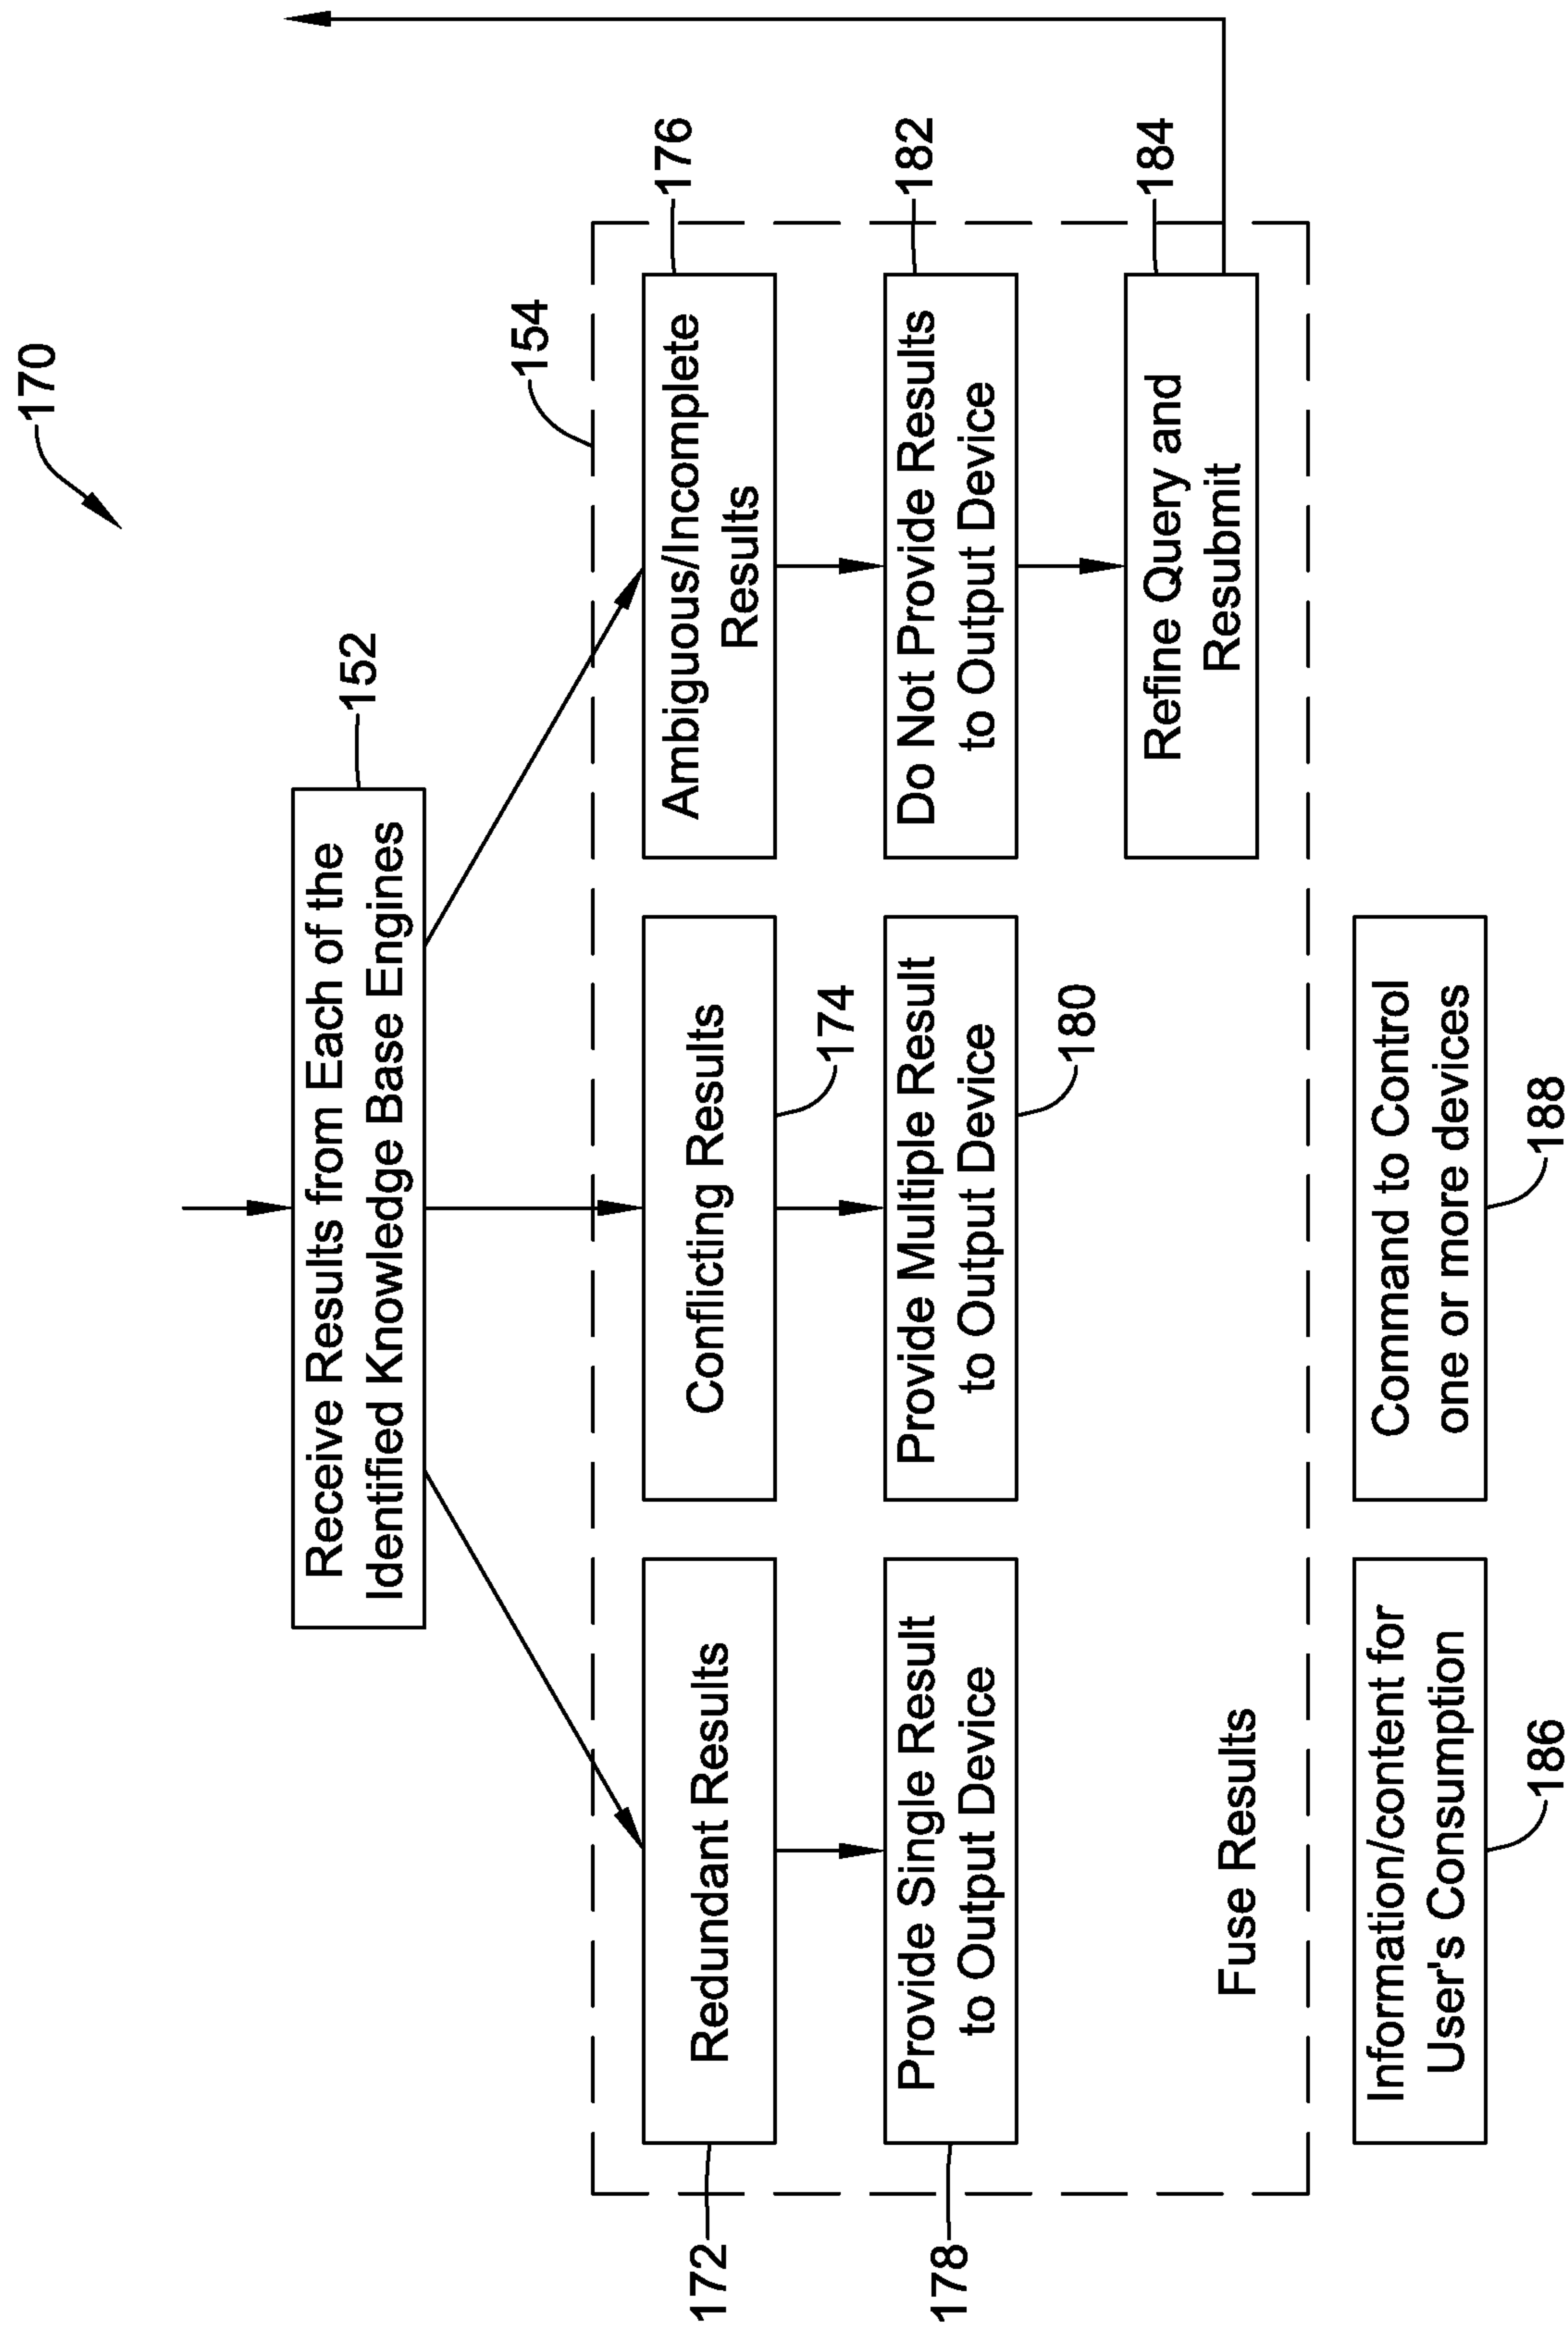 170
Receive Results from Each of the
Identified Knowledge Base Engines
152
154
172
Redundant Results
Conflicting Results
174
Ambiguous/Incomplete
Results
176
178
Provide Single Result
to Output Device
Provide Multiple Result
to Output Device
180
Do Not Provide Results
to Output Device
182
Refine Query and
Resubmit
184
Fuse Results
Information/content for
User's Consumption
186
Command to Control
one or more devices
188